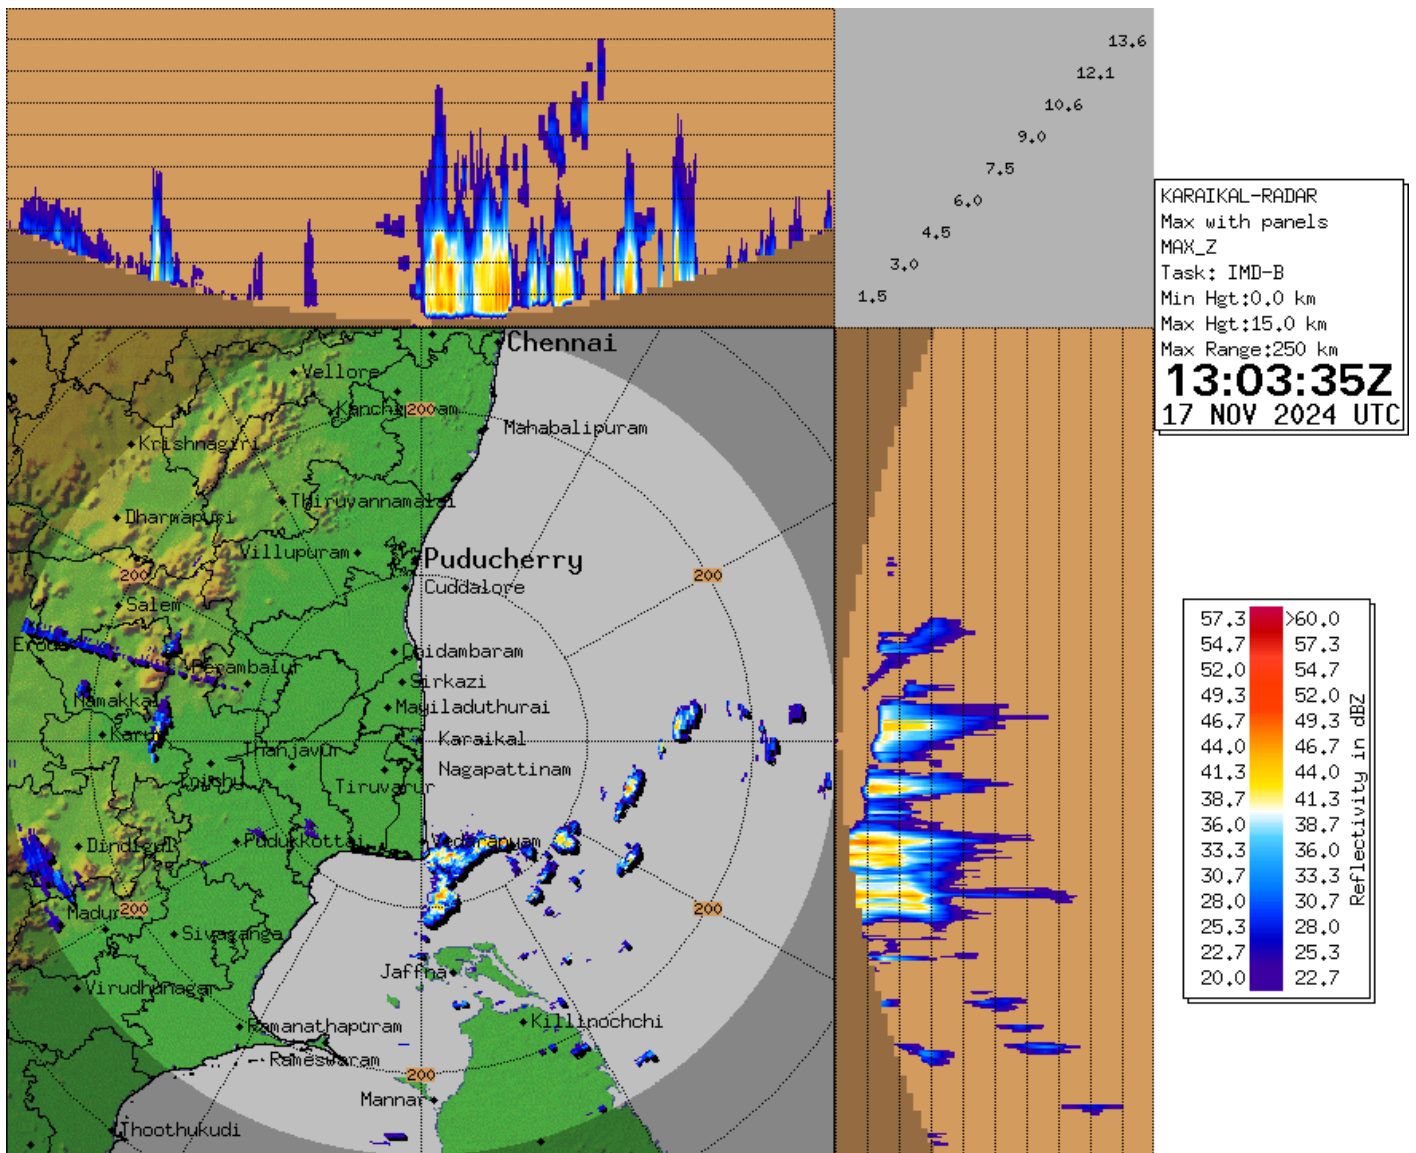 13.6
12.1
10.6
9.0
7.5
6.0
4.5
3.0
1.5
KARAIKAL-RADAR
Max with panels
MAX_Z
Task: IMD-B
Min Hgt:0.0 km
Max Hgt:15.0 km
Max Range:250 km
13:03:35Z
17 NOV 2024 UTC
Chennai
Vellore
200
Mahabalipuram
Krishnagiri
Thiruvannamalai
Dharmapuri
Villupuram
Puducherry
200
200
Cuddalore
Salem
Chidambaram
Perambalur
Sirkazi
Namakkal
Mayiladuthurai
Karaikal
Thanjavur
Nagapattinam
Tiruvarur
Pudukkottai
Vedaranyam
Dindigul
200
200
Sivaganga
Jaffna
Virudhunagar
Killinochchi
Ramanathapuram
Rameswaram
200
Mannar
Thoothukudi
57.3 >60.0
54.7 57.3
52.0 54.7
49.3 52.0
46.7 49.3
44.0 46.7
41.3 44.0
38.7 41.3
36.0 38.7
33.3 36.0
30.7 33.3
28.0 30.7
25.3 28.0
22.7 25.3
20.0 22.7
Reflectivity in dBZ